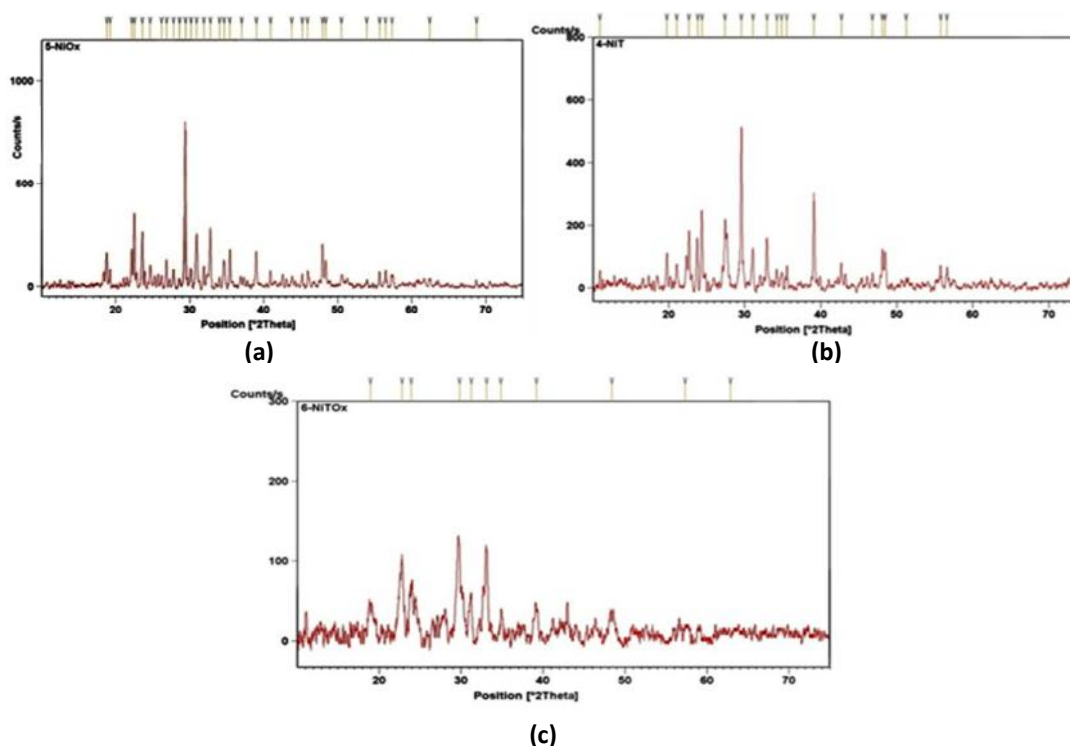 5-NiOx
Counts/s
1000
500
0
20 30 40 50 60 70
Position [°2Theta]
(a)
Counts/s
4-NiT
800
600
400
200
0
20 30 40 50 60 70
Position [°2Theta]
(b)
Counts/s
6-NiTOx
300
200
100
0
20 30 40 50 60 70
Position [°2Theta]
(c)